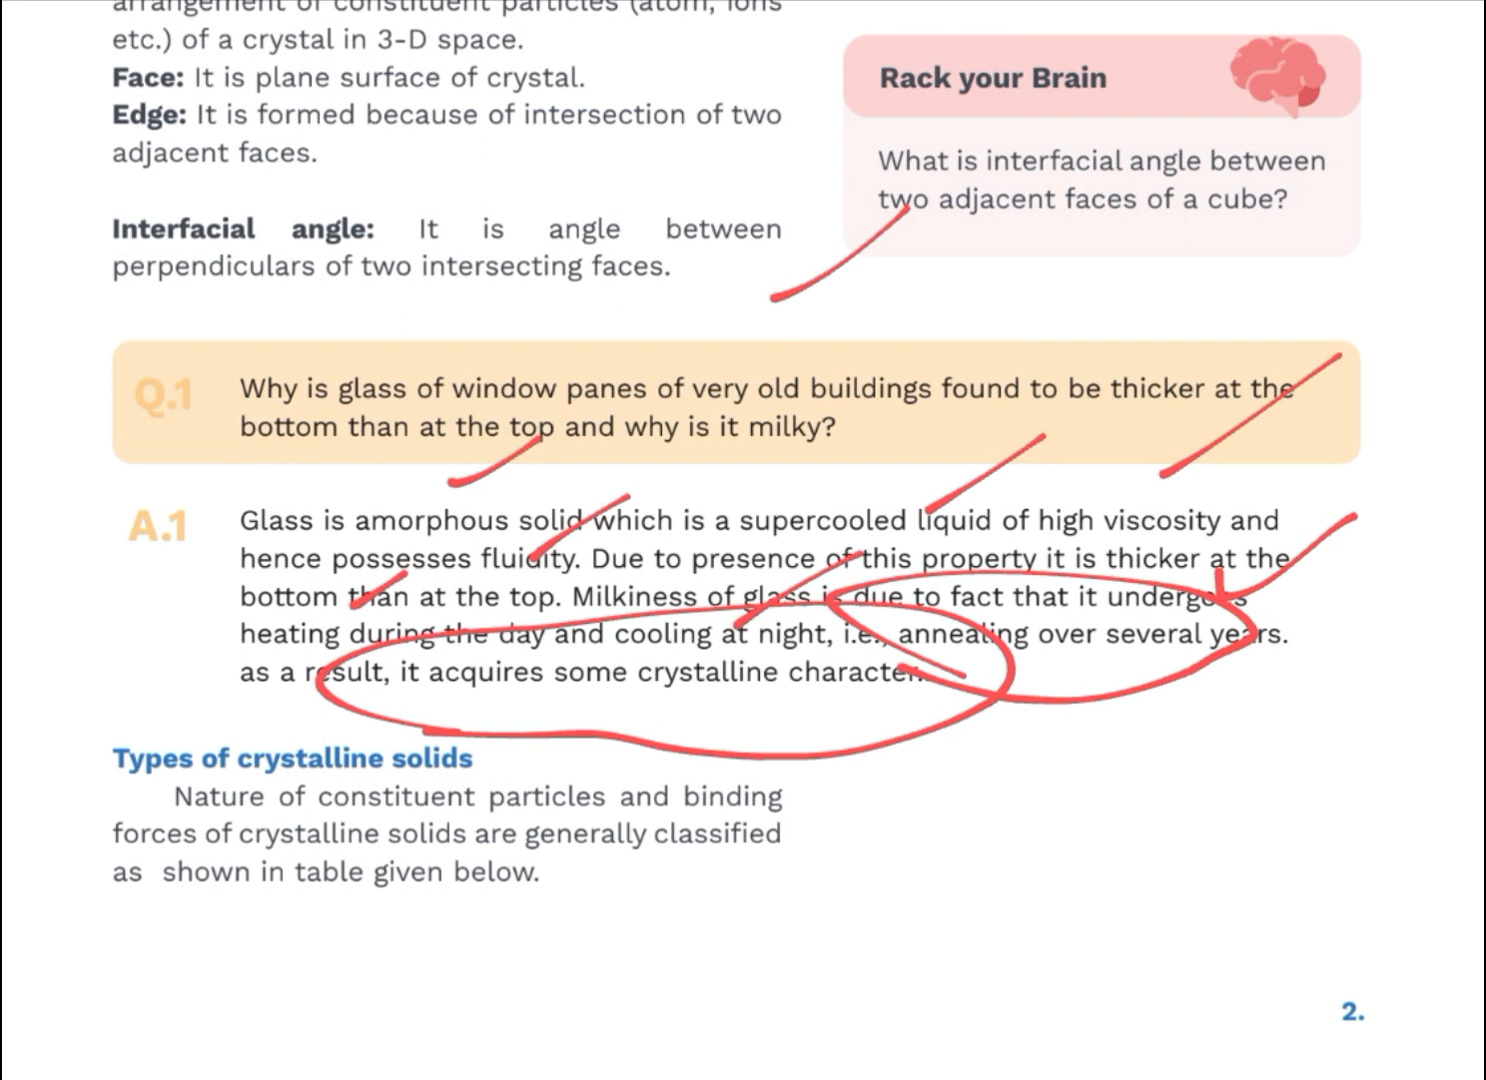 arrangement of constituent particles (atom, ions
etc.) of a crystal in 3-D space.
Face: It is plane surface of crystal.
Edge: It is formed because of intersection of two
adjacent faces.
Interfacial angle: It is angle between
perpendiculars of two intersecting faces.
Rack your Brain
What is interfacial angle between
two adjacent faces of a cube?
Q.1 Why is glass of window panes of very old buildings found to be thicker at the
bottom than at the top and why is it milky?
A.1 Glass is amorphous solid which is a supercooled liquid of high viscosity and
hence possesses fluidity. Due to presence of this property it is thicker at the
bottom than at the top. Milkiness of glass is due to fact that it undergoes
heating during the day and cooling at night, i.e., annealing over several years.
as a result, it acquires some crystalline character.
Types of crystalline solids
Nature of constituent particles and binding
forces of crystalline solids are generally classified
as shown in table given below.
2.